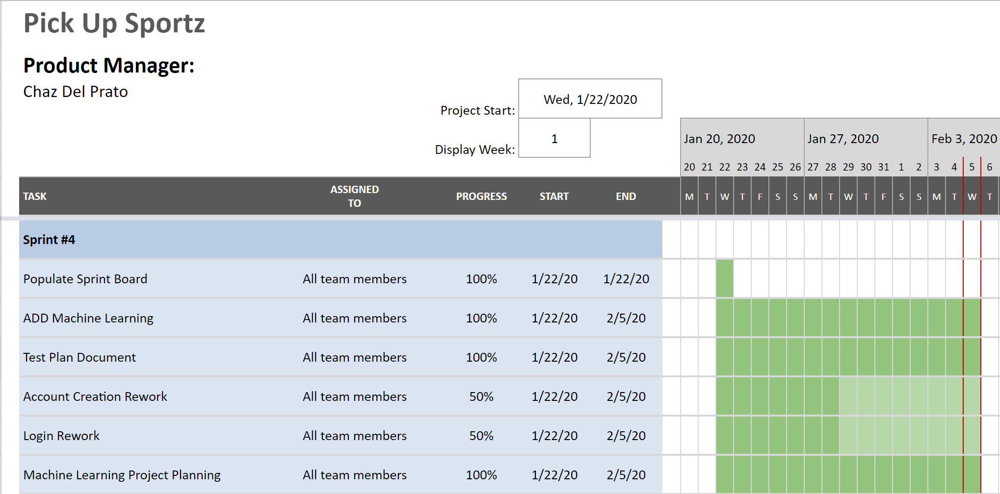 Pick Up Sportz
Product Manager:
Chaz Del Prato
Project Start: Wed, 1/22/2020
Display Week: 1
Jan 20, 2020 Jan 27, 2020 Feb 3, 2020
20 21 22 23 24 25 26 27 28 29 30 31 1 2 3 4 5 6
TASK ASSIGNED TO PROGRESS START END M T W T F S S M T W T F S S M T W T
Sprint #4
Populate Sprint Board All team members 100% 1/22/20 1/22/20
ADD Machine Learning All team members 100% 1/22/20 2/5/20
Test Plan Document All team members 100% 1/22/20 2/5/20
Account Creation Rework All team members 50% 1/22/20 2/5/20
Login Rework All team members 50% 1/22/20 2/5/20
Machine Learning Project Planning All team members 100% 1/22/20 2/5/20